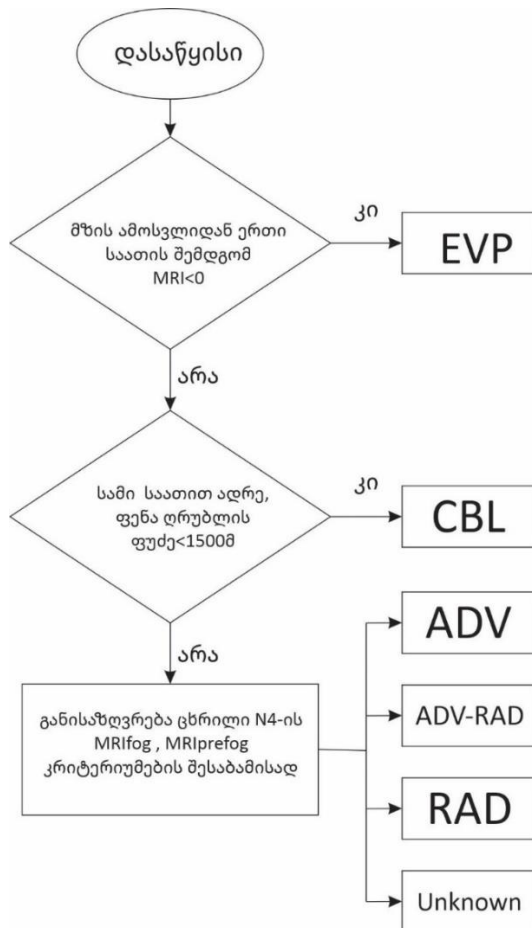 დასაწყისი
მზის ამოსვლიდან ერთი
საათის შემდგომ
MRI<0
კი
EVP
არა
სამი საათით ადრე,
ფენა ღრუბლის
ფუძე<1500მ
კი
CBL
არა
განისაზღვრება ცხრილი N4-ის
MRIfog , MRIprefog
კრიტერიუმების შესაბამისად
ADV
ADV-RAD
RAD
Unknown